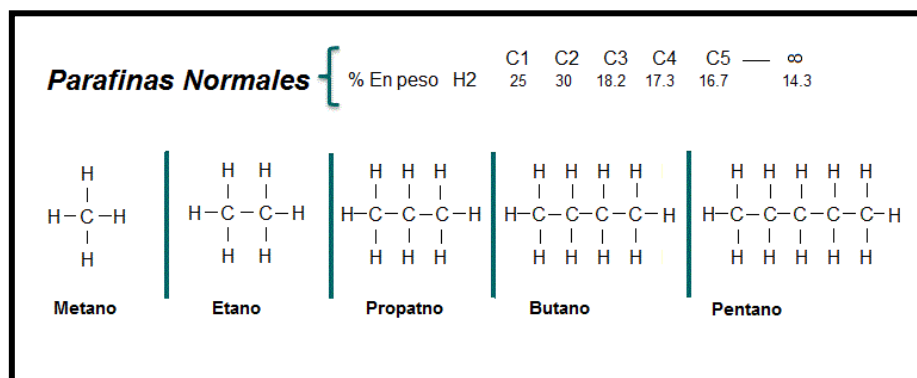 C1 C2 C3 C4 C5 — ∞
Parafinas Normales { % En peso H2 25 30 18.2 17.3 16.7 14.3
H H H H H H H H H H H H H H H
H-C-H H-C-C-H H-C-C-C-H H-C-C-C-C-H H-C-C-C-C-C-H
H H H H H H H H H H H H H H H
Metano Etano Propatno Butano Pentano